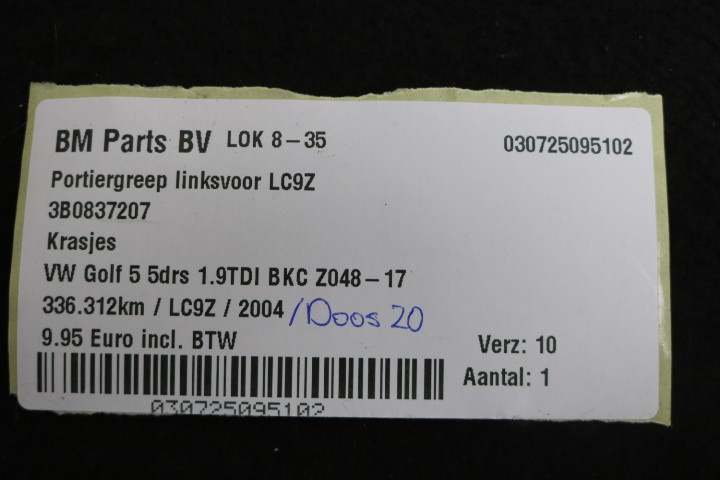 BM Parts BV LOK 8-35 030725095102
Portiergreep linksvoor LC9Z
3B0837207
Krasjes
VW Golf 5 5drs 1.9TDI BKC Z048-17
336.312km / LC9Z / 2004 /Doos 20
9.95 Euro incl. BTW Verz: 10
Aantal: 1
030725095102